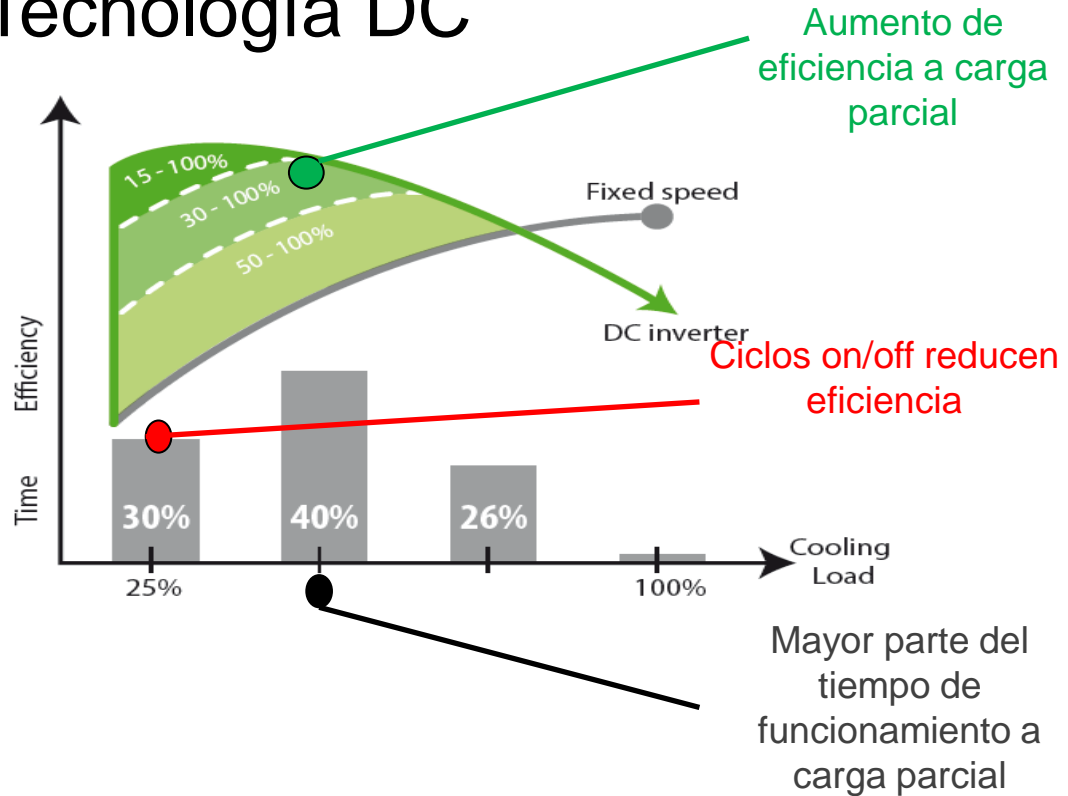 Tecnología DC
Aumento de
eficiencia a carga
parcial
15 - 100%
30 - 100%
50 - 100%
Fixed speed
DC inverter
Ciclos on/off reducen
eficiencia
Efficiency
Time
30%
40%
26%
Cooling
Load
25%
100%
Mayor parte del
tiempo de
funcionamiento a
carga parcial